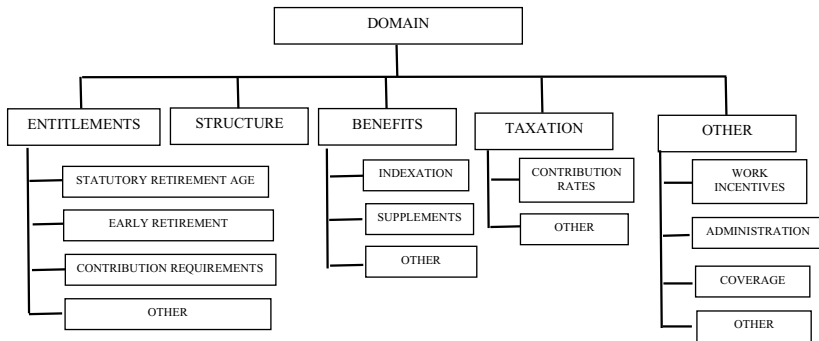 DOMAIN
ENTITLEMENTS
STRUCTURE
BENEFITS
TAXATION
OTHER
STATUTORY RETIREMENT AGE
EARLY RETIREMENT
CONTRIBUTION REQUIREMENTS
OTHER
INDEXATION
SUPPLEMENTS
OTHER
CONTRIBUTION
RATES
OTHER
WORK
INCENTIVES
ADMINISTRATION
COVERAGE
OTHER